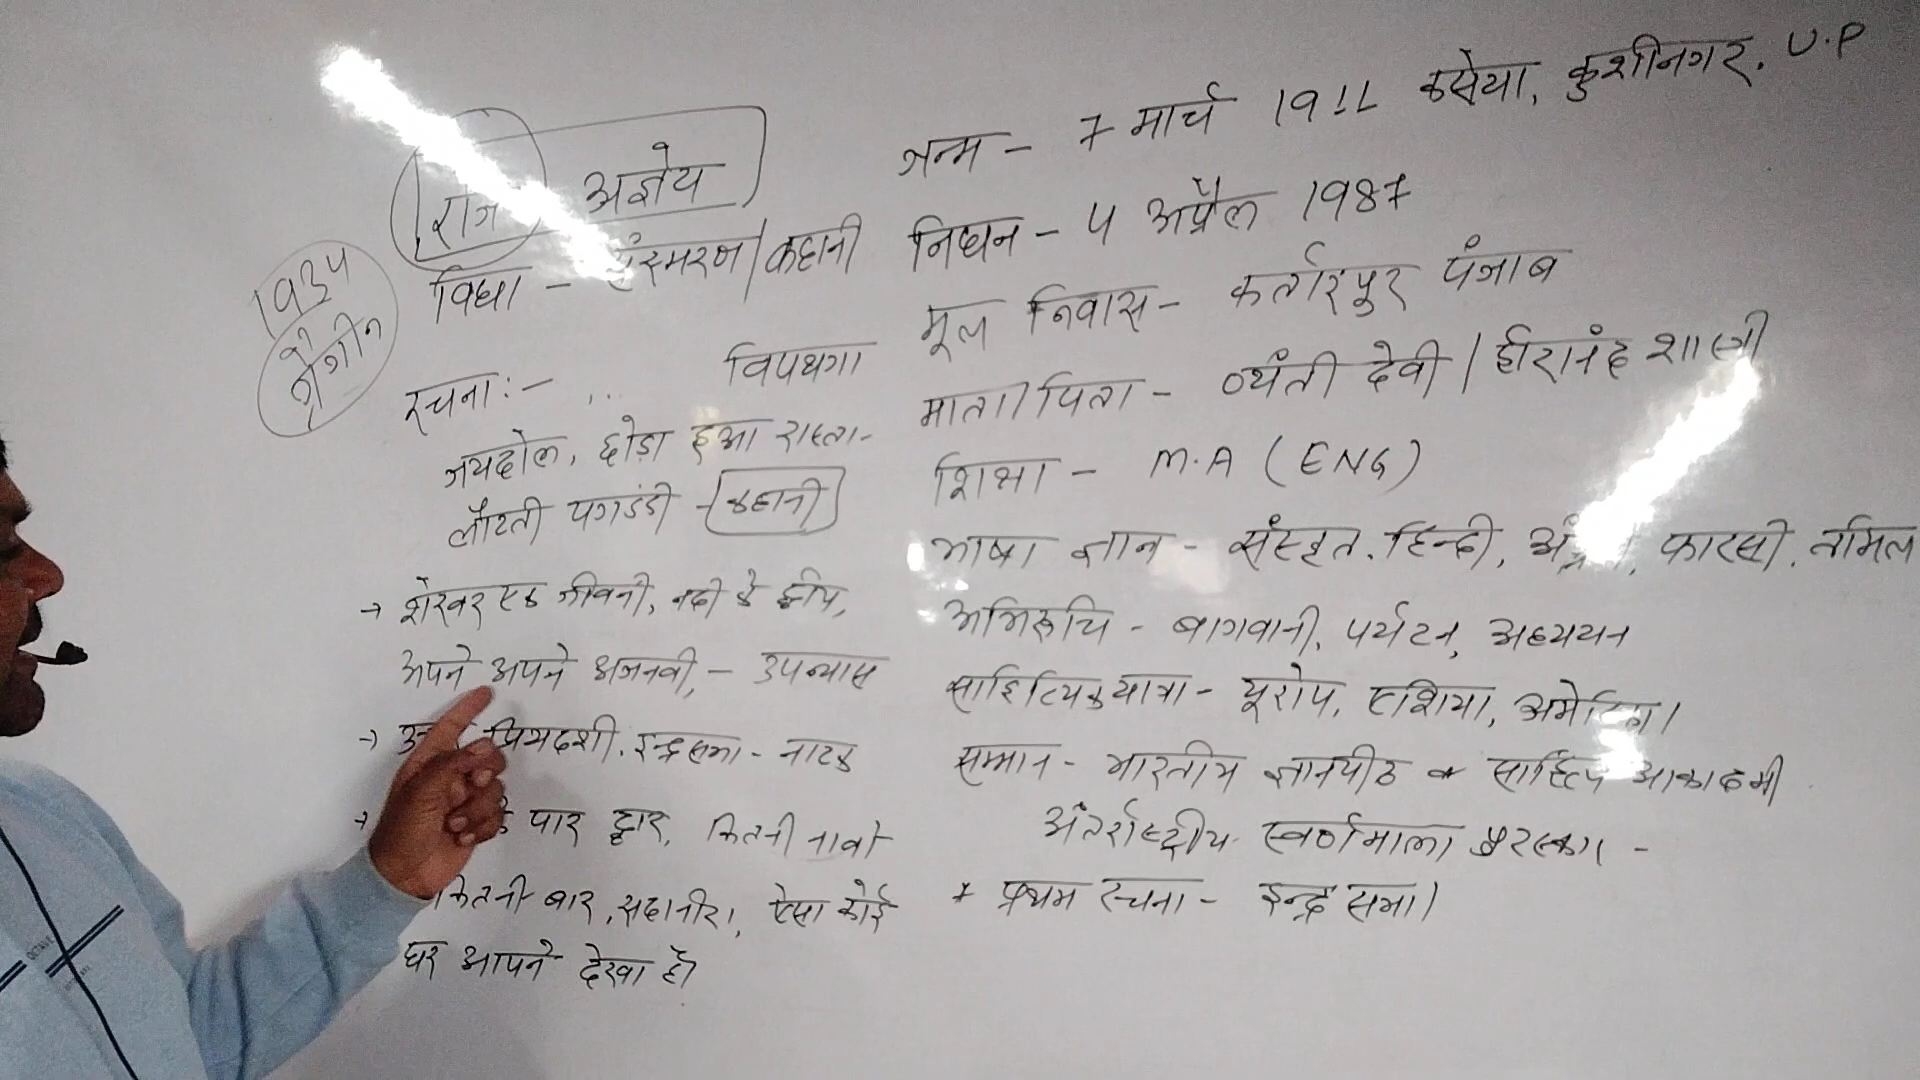 रोज अज्ञेय
विधा - संस्मरण/कहानी
1934
ग्रैंग्रीन
रचना :- ... विपथगा
जयदोल, छोड़ा हुआ रास्ता-
लौटती पगडंडी - कहानी
→ शेखर एक जीवनी, नदी के द्वीप,
अपने अपने अजनबी, - उपन्यास
→ प्रियदर्शी. इन्द्रसभा - नाटक
→ के पार द्वार, कितनी नावों
कितनी बार, सदानीरा, ऐसा कोई
घर आपने देखा है?
जन्म - 7 मार्च 1911 कसेया, कुशीनगर. U.P
निधन - 4 अप्रैल 1987
मूल निवास - कर्तारपुर पंजाब
माता/पिता - व्यंती देवी / हीरानंद शास्त्री
शिक्षा - M.A (ENG)
भाषा ज्ञान - संस्कृत. हिन्दी, फारसी. तमिल
अभिरूचि - बागवानी, पर्यटन, अध्ययन
साहित्यिक यात्रा - यूरोप, एशिया, अमेरिका।
सम्मान - भारतीय ज्ञानपीठ साहित्य आकादमी
अंतर्राष्ट्रीय स्वर्णमाला पुरस्कार -
* प्रथम रचना - इन्द्र सभा।